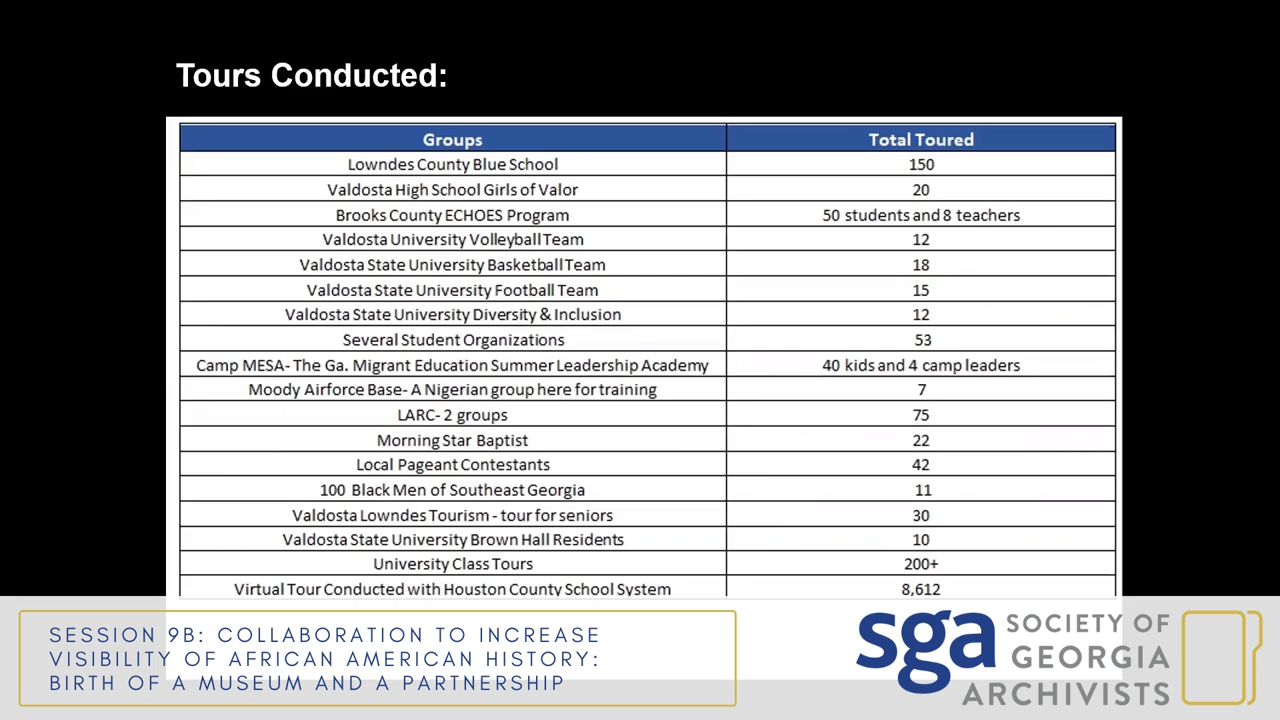 Tours Conducted:
Groups Total Toured
Lowndes County Blue School 150
Valdosta High School Girls of Valor 20
Brooks County ECHOES Program 50 students and 8 teachers
Valdosta University Volleyball Team 12
Valdosta State University Basketball Team 18
Valdosta State University Football Team 15
Valdosta State University Diversity & Inclusion 12
Several Student Organizations 53
Camp MESA- The Ga. Migrant Education Summer Leadership Academy 40 kids and 4 camp leaders
Moody Airforce Base- A Nigerian group here for training 7
LARC- 2 groups 75
Morning Star Baptist 22
Local Pageant Contestants 42
100 Black Men of Southeast Georgia 11
Valdosta Lowndes Tourism - tour for seniors 30
Valdosta State University Brown Hall Residents 10
University Class Tours 200+
Virtual Tour Conducted with Houston County School System 8,612
SESSION 9B: COLLABORATION TO INCREASE
VISIBILITY OF AFRICAN AMERICAN HISTORY:
BIRTH OF A MUSEUM AND A PARTNERSHIP
sga SOCIETY OF
GEORGIA
ARCHIVISTS